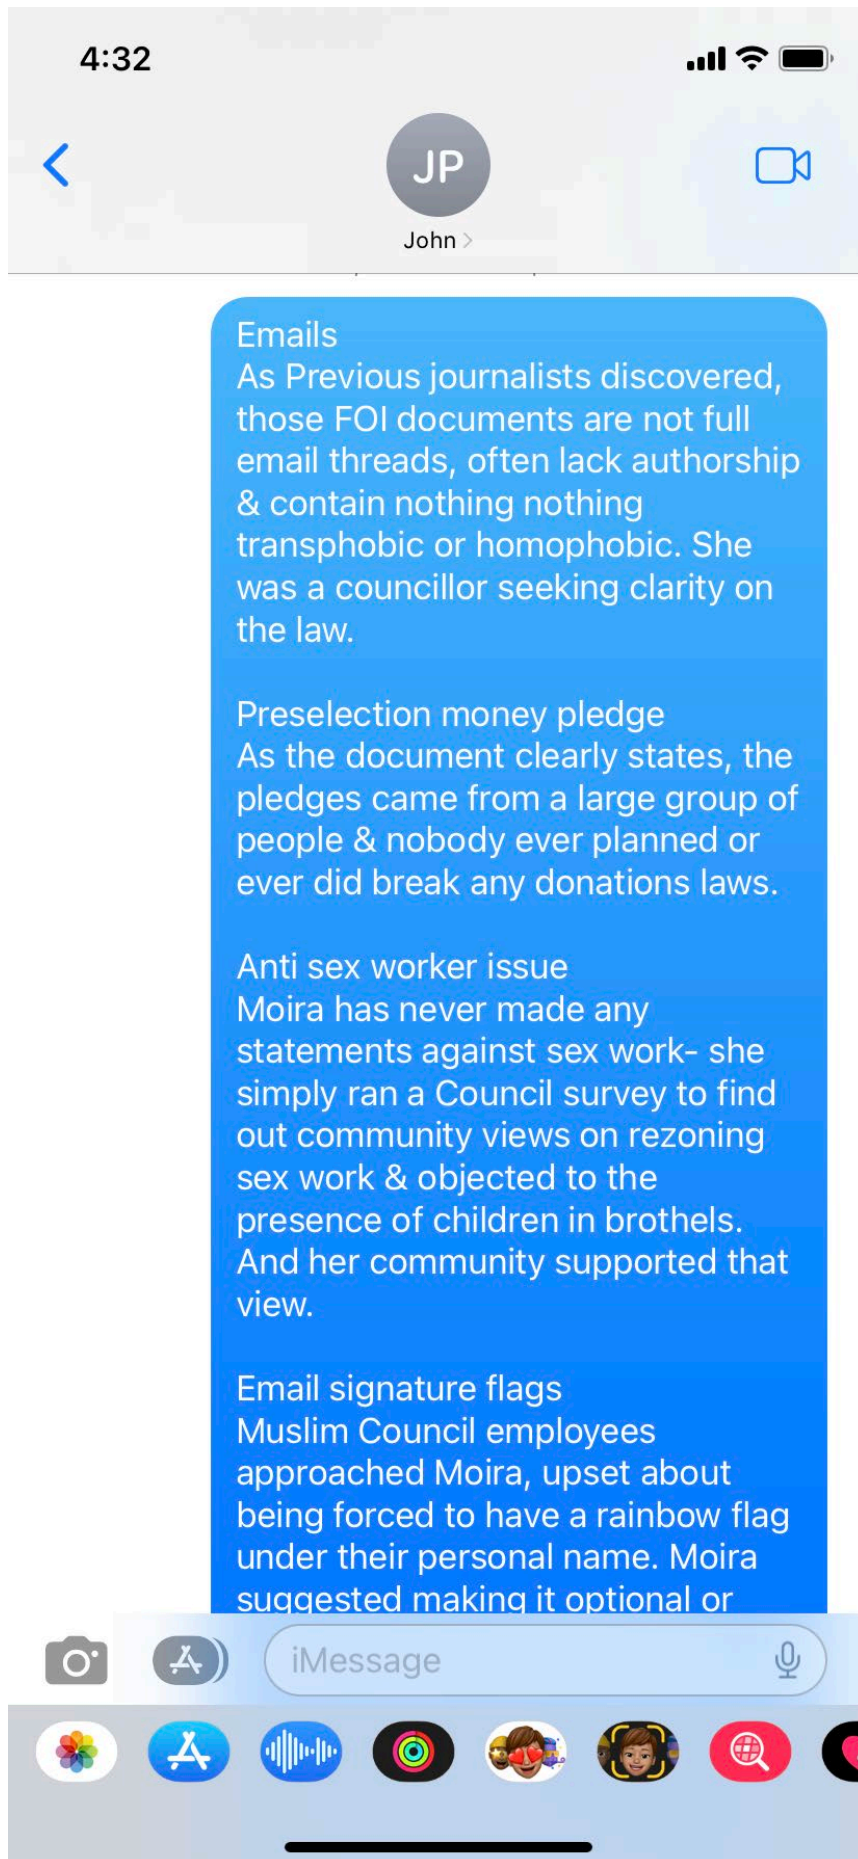 4:32
JP
John
Emails
As Previous journalists discovered,
those FOI documents are not full
email threads, often lack authorship
& contain nothing nothing
transphobic or homophobic. She
was a councillor seeking clarity on
the law.
Preselection money pledge
As the document clearly states, the
pledges came from a large group of
people & nobody ever planned or
ever did break any donations laws.
Anti sex worker issue
Moira has never made any
statements against sex work- she
simply ran a Council survey to find
out community views on rezoning
sex work & objected to the
presence of children in brothels.
And her community supported that
view.
Email signature flags
Muslim Council employees
approached Moira, upset about
being forced to have a rainbow flag
under their personal name. Moira
suggested making it optional or
iMessage